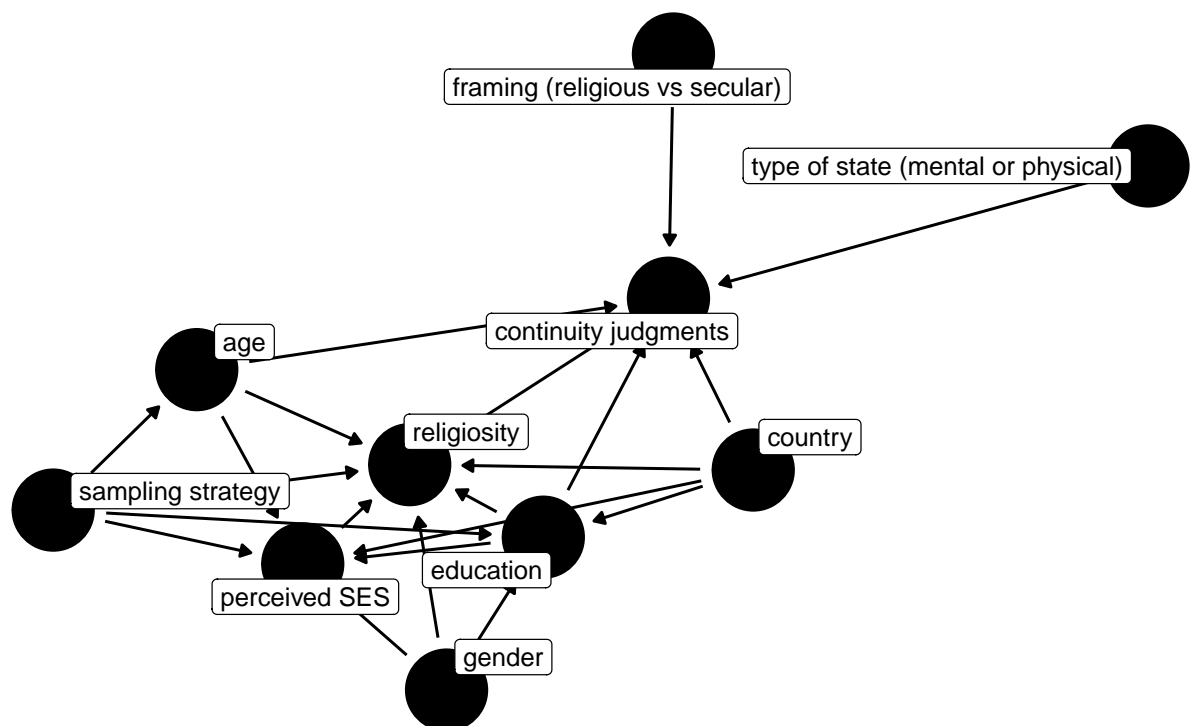 framing (religious vs secular)
type of state (mental or physical)
continuity judgments
age
religiosity
country
sampling strategy
education
perceived SES
gender